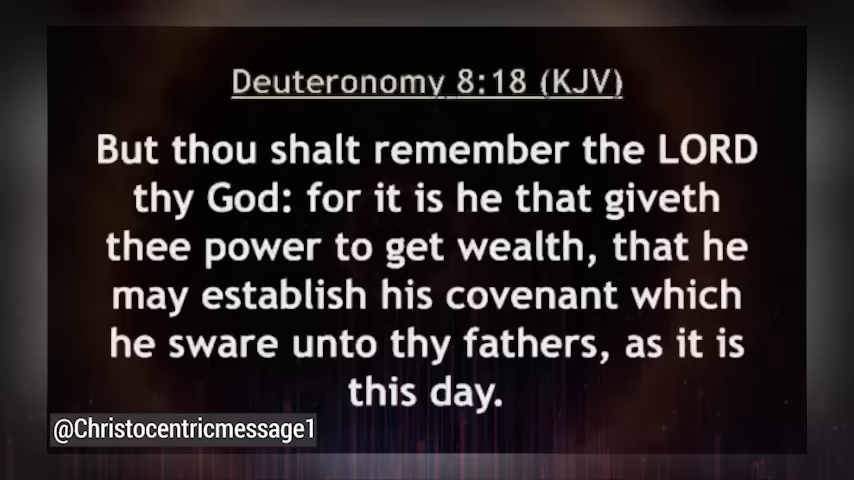 Deuteronomy 8:18 (KJV)
But thou shalt remember the LORD
thy God: for it is he that giveth
thee power to get wealth, that he
may establish his covenant which
he sware unto thy fathers, as it is
this day.
@Christocentricmessage1